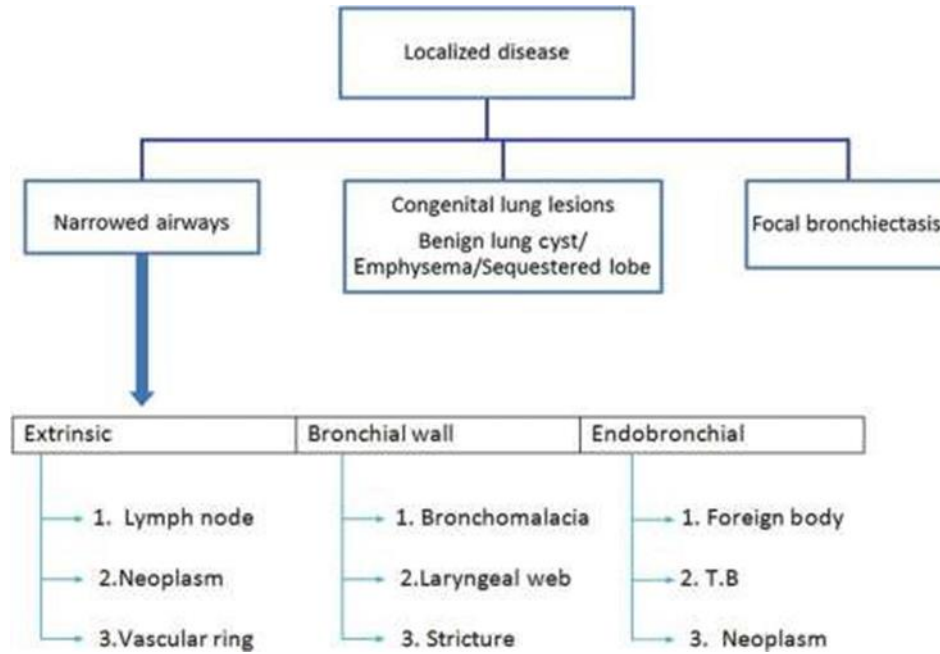 Localized disease
Narrowed airways
Congenital lung lesions
Benign lung cyst/
Emphysema/Sequestered lobe
Focal bronchiectasis
Extrinsic
Bronchial wall
Endobronchial
1. Lymph node
2.Neoplasm
3.Vascular ring
1. Bronchomalacia
2.Laryngeal web
3. Stricture
1. Foreign body
2. T.B
3. Neoplasm